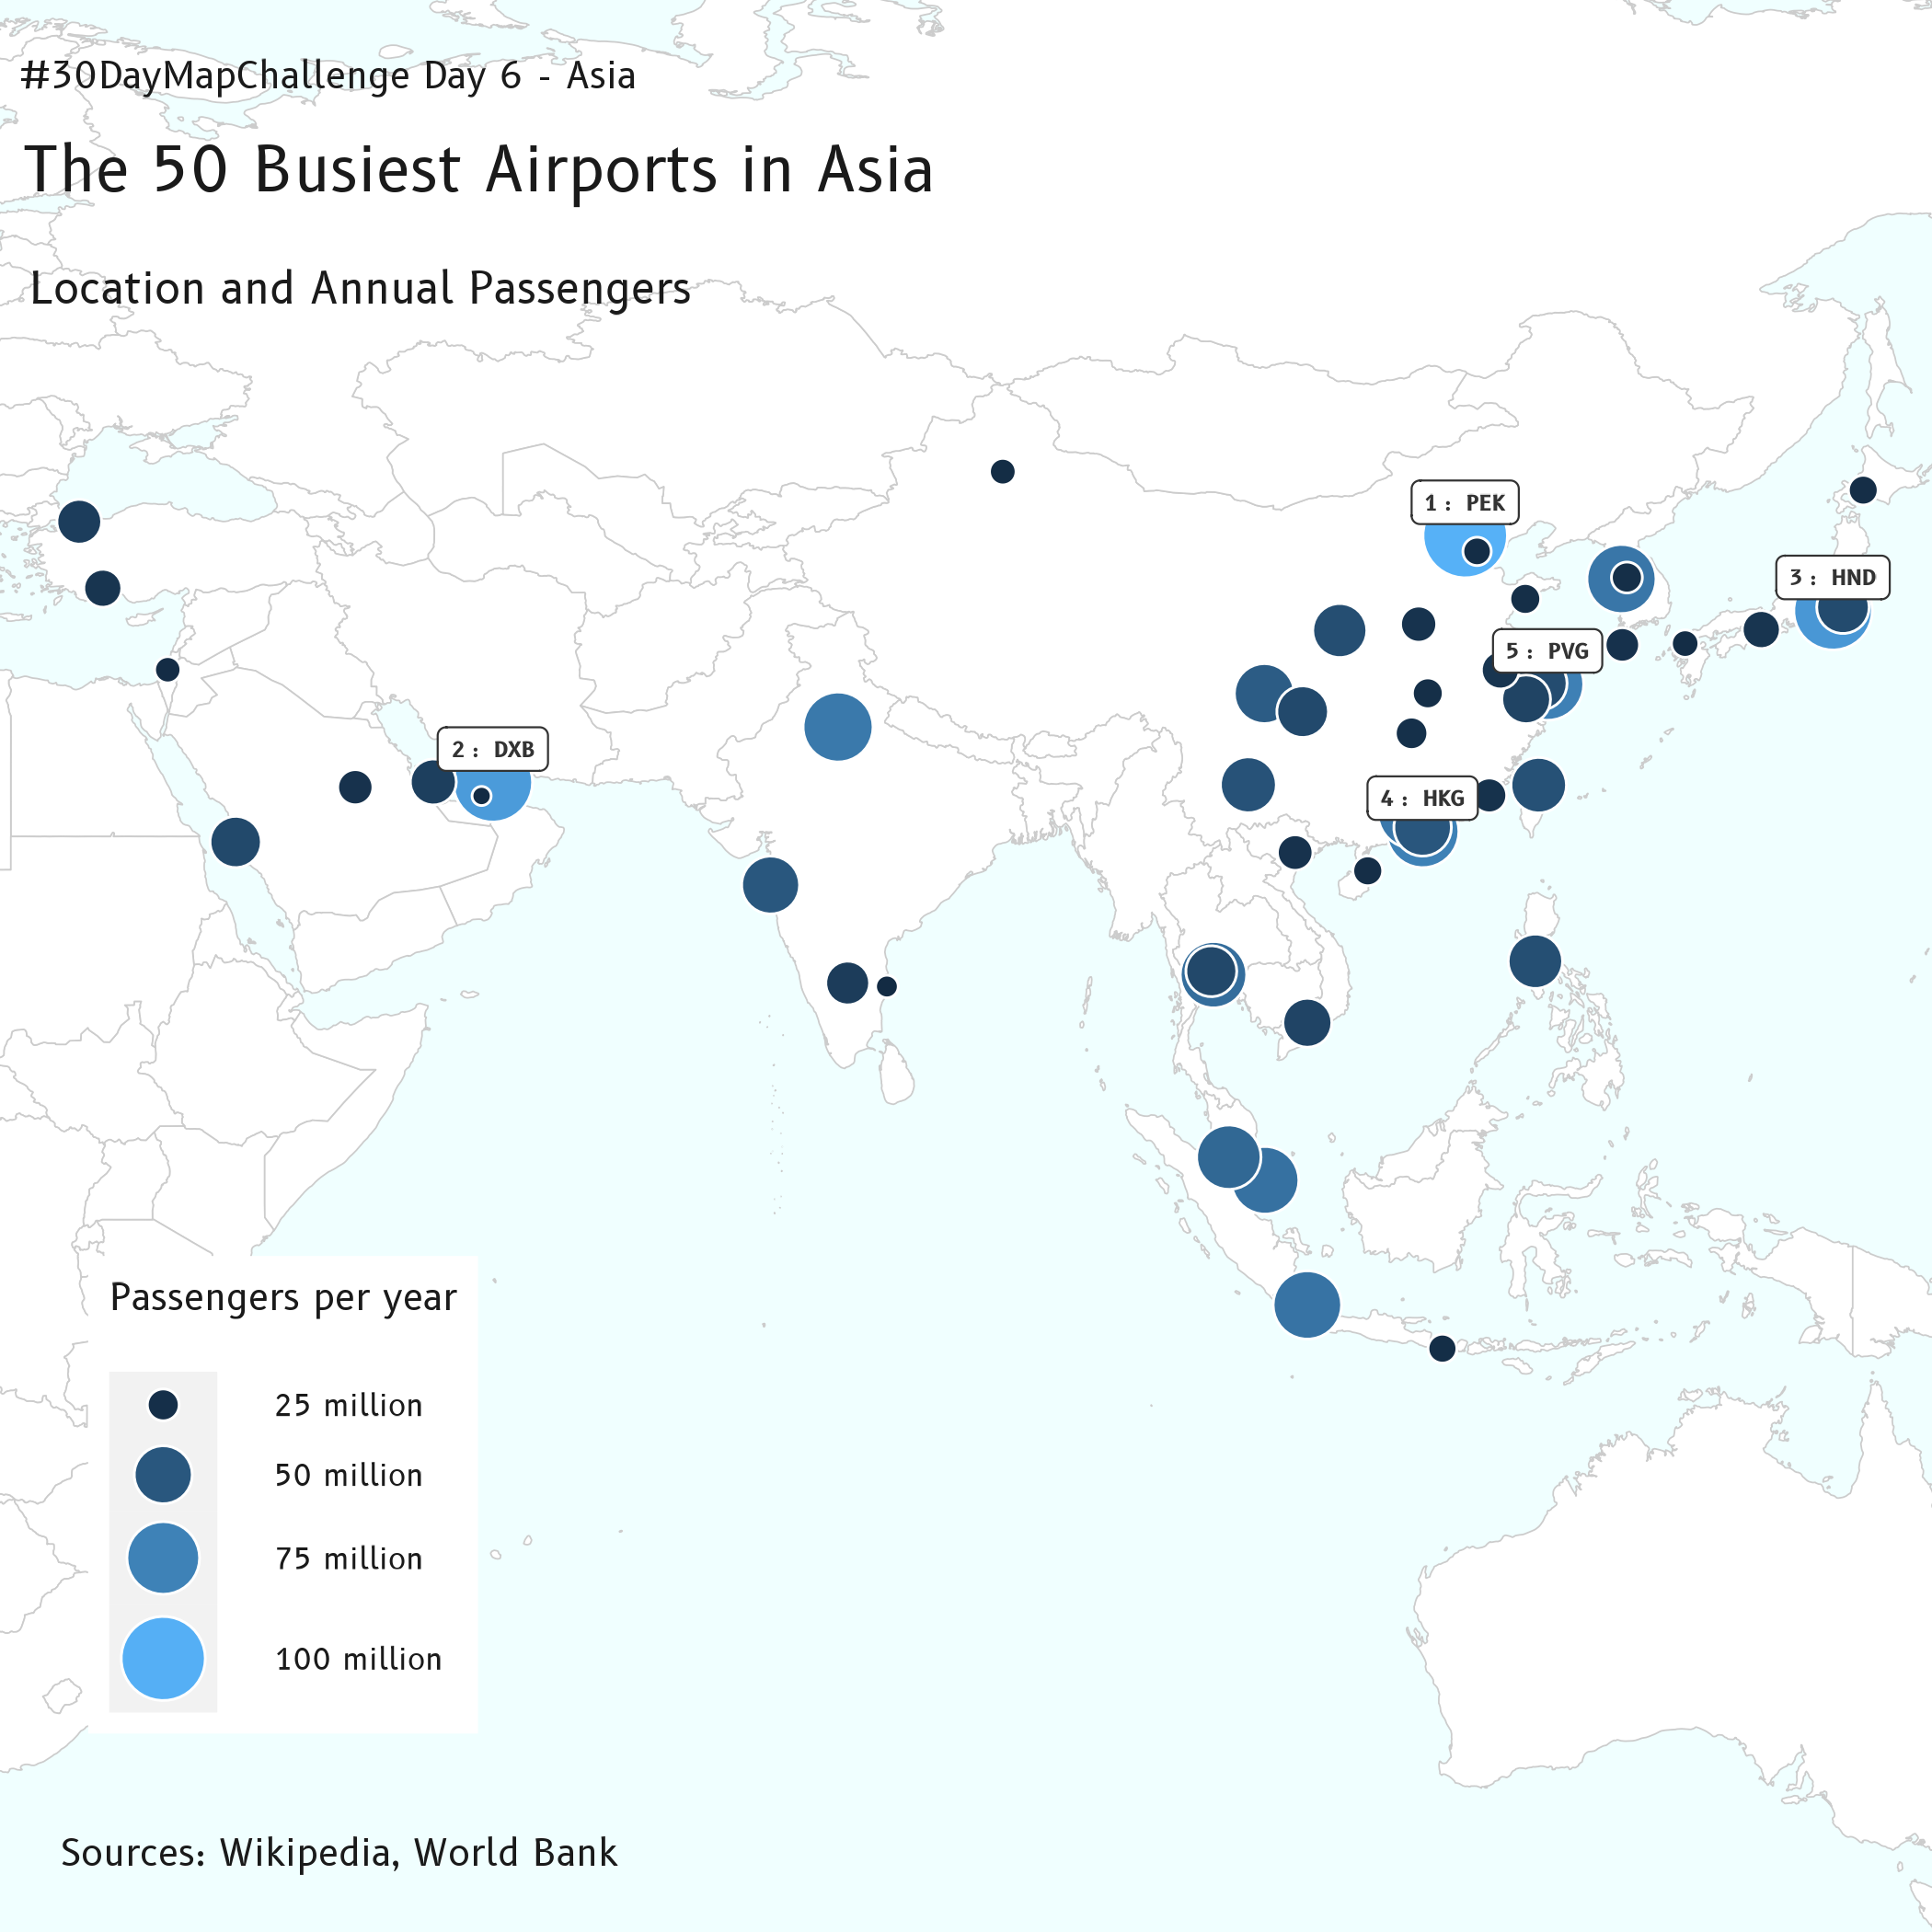 #30DayMapChallenge Day 6 - Asia
The 50 Busiest Airports in Asia
Location and Annual Passengers
1 : PEK
3 : HND
5 : PVG
2 : DXB
4 : HKG
Passengers per year
25 million
50 million
75 million
100 million
Sources: Wikipedia, World Bank